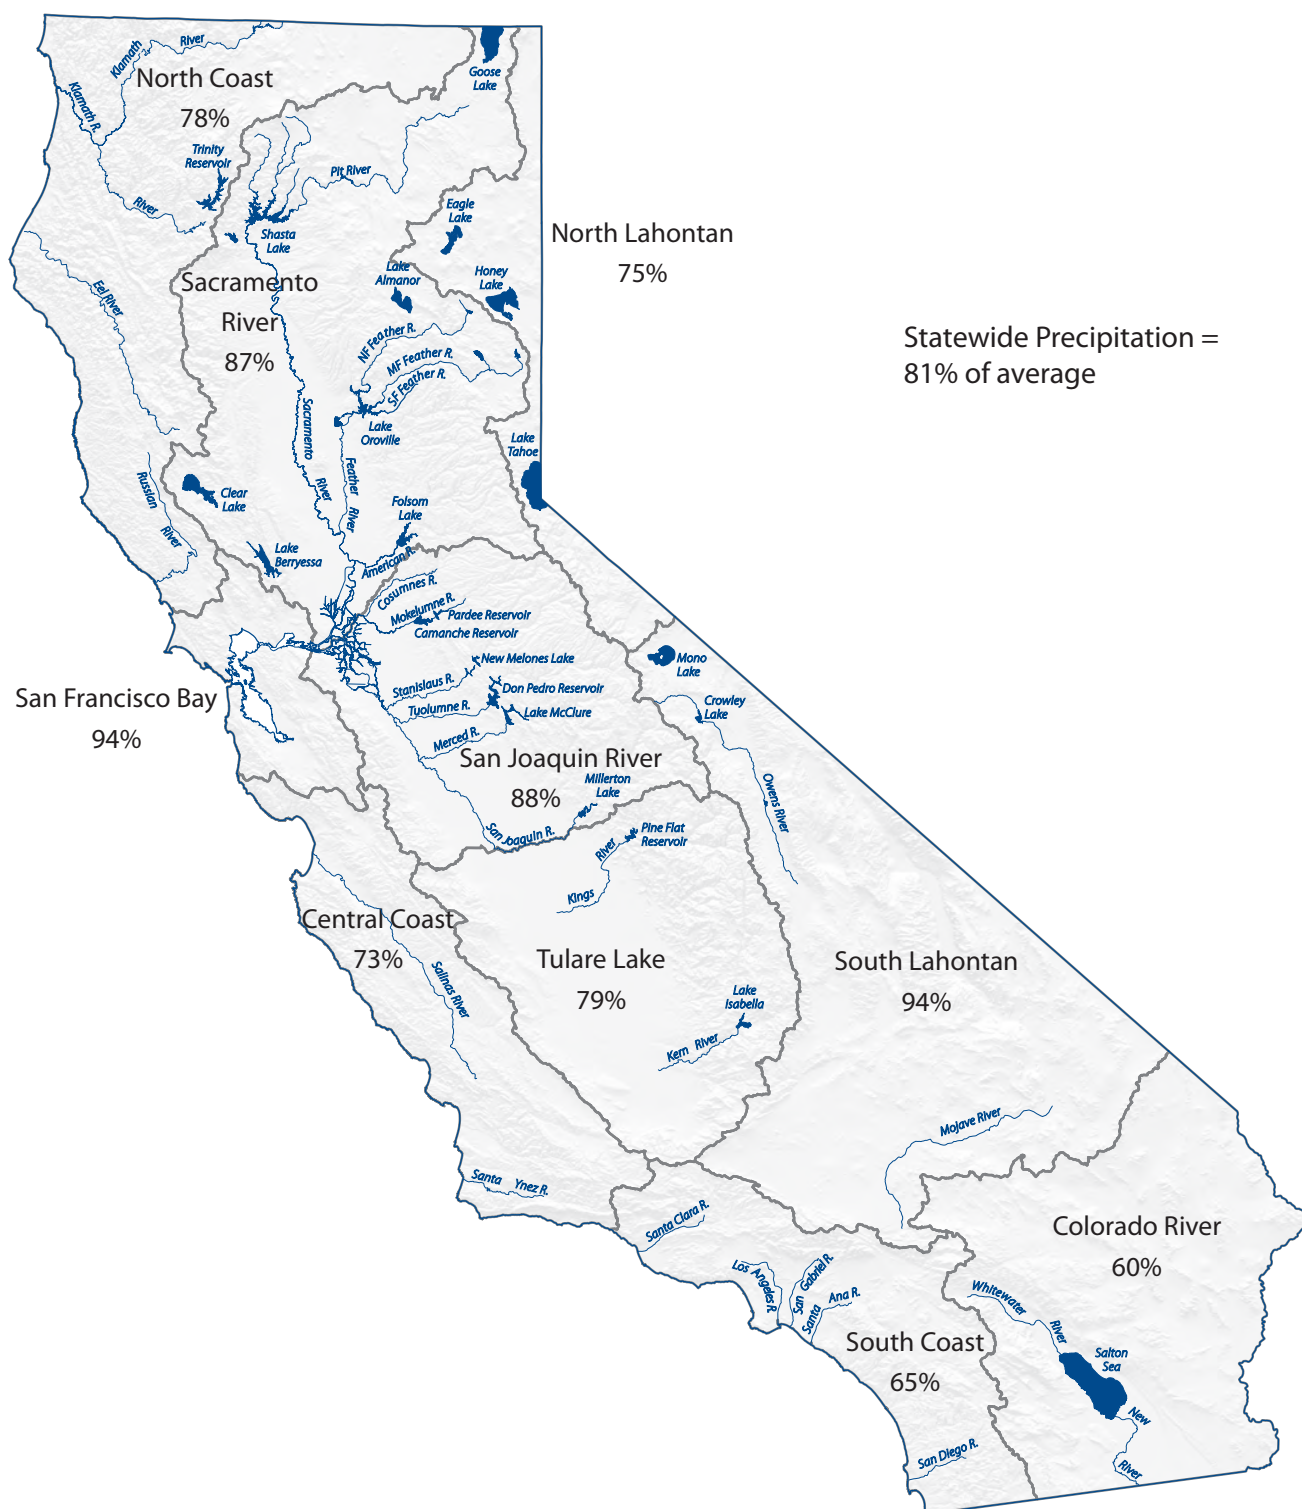 Klamath
River
Goose
Lake
North Coast
78%
Klamath R.
Trinity
Reservoir
Pit River
River
Eagle
Lake
Shasta
Lake
North Lahontan
75%
Lake
Almanor
Honey
Lake
Sacramento
River
87%
Eel River
NF Feather R.
MF Feather R.
SF Feather R.
Statewide Precipitation =
81% of average
Sacramento
River
Lake
Oroville
Lake
Tahoe
Feather
River
Russian
River
Clear
Lake
Folsom
Lake
Lake
Berryessa
American R.
Cosumnes R.
Mokelumne R.
Pardee Reservoir
Camanche Reservoir
New Melones Lake
Mono
Lake
Stanislaus R.
Don Pedro Reservoir
Crowley
Lake
San Francisco Bay
94%
Tuolumne R.
Lake McClure
Merced R.
San Joaquin River
88%
Millerton
Lake
Owens River
San Joaquin R.
Pine Flat
Reservoir
River
Kings
Central Coast
73%
Salinas River
Tulare Lake
79%
South Lahontan
94%
Lake
Isabella
Kern River
Mojave River
Santa Ynez R.
Santa Clara R.
Colorado River
60%
Los Angeles R.
San Gabriel R.
Santa Ana R.
Whitewater
River
South Coast
65%
Salton
Sea
New
River
San Diego R.